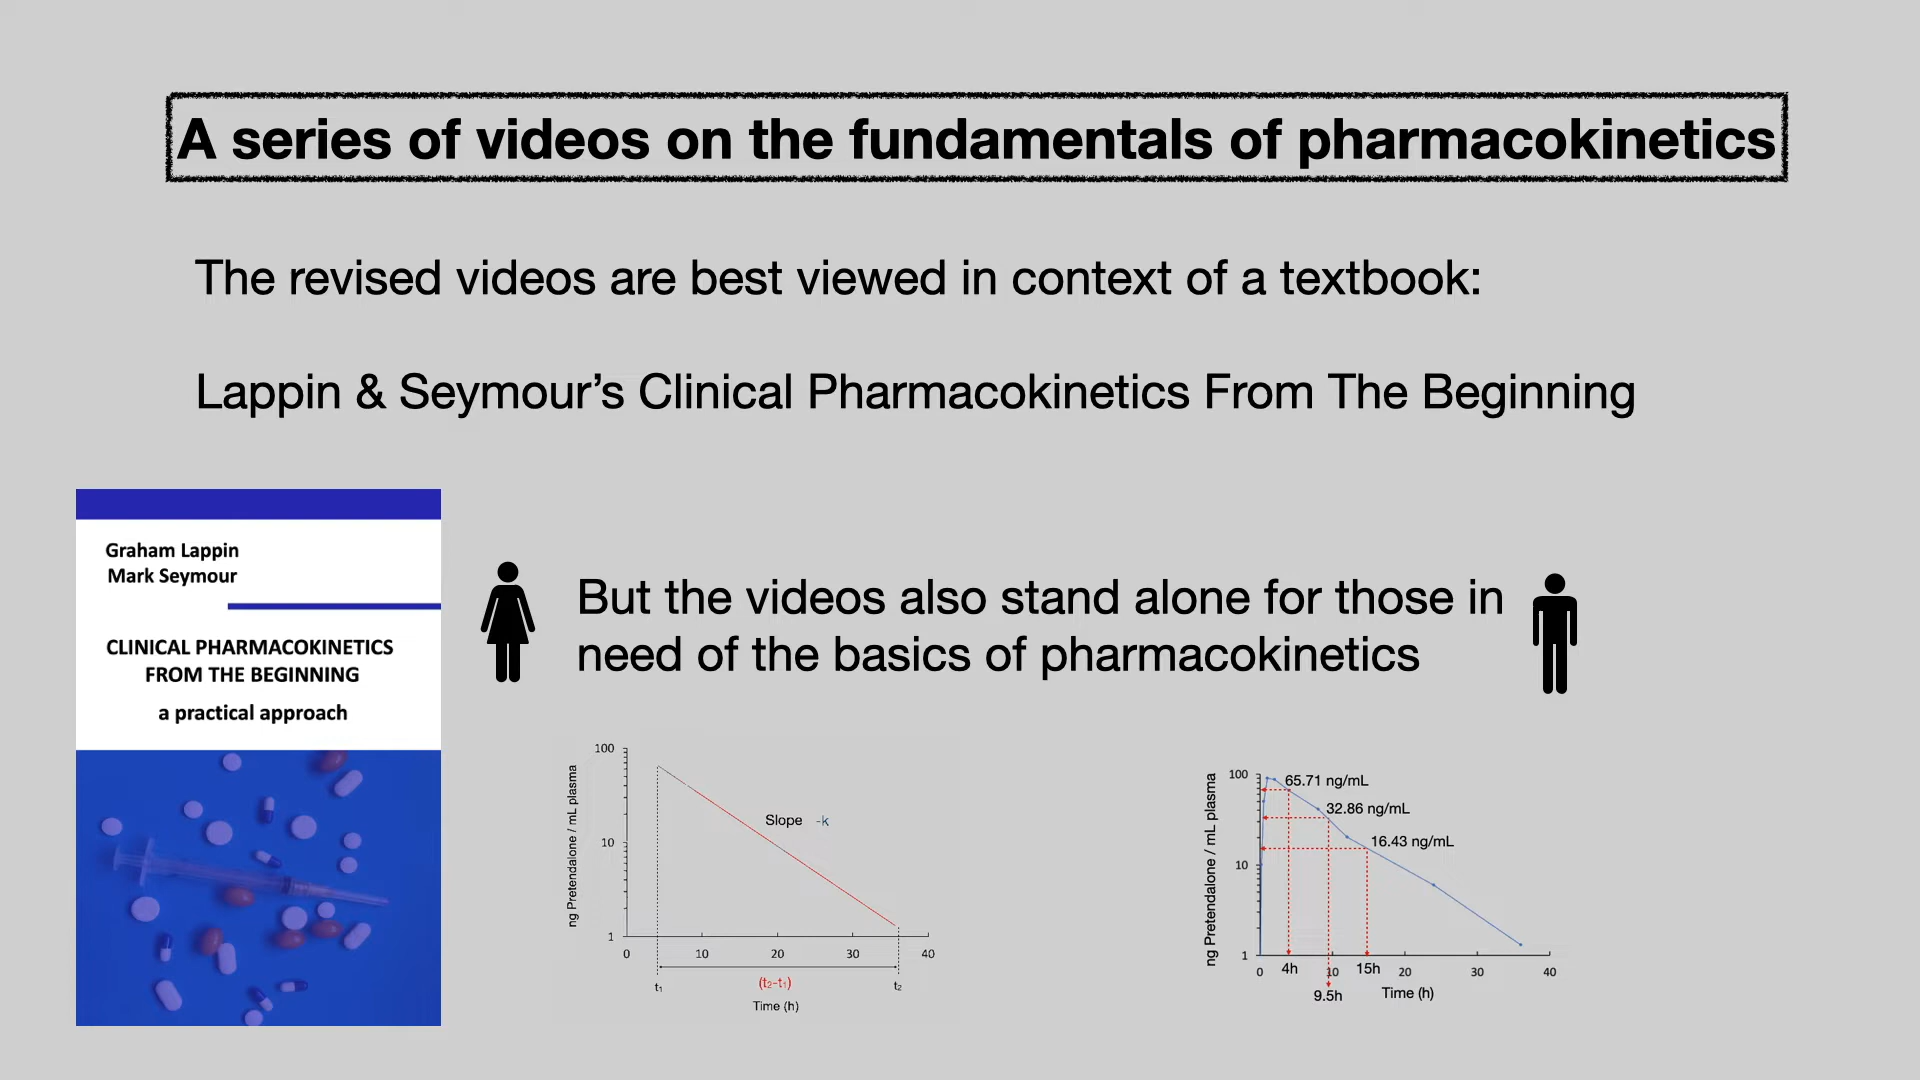 A series of videos on the fundamentals of pharmacokinetics
The revised videos are best viewed in context of a textbook:
Lappin & Seymour’s Clinical Pharmacokinetics From The Beginning
Graham Lappin
Mark Seymour
CLINICAL PHARMACOKINETICS
FROM THE BEGINNING
a practical approach
But the videos also stand alone for those in
need of the basics of pharmacokinetics
ng Pretendalone / mL plasma
100
10
1
Slope -k
0 10 20 30 40
t₁ (t₂-t₁) t₂
Time (h)
ng Pretendalone / mL plasma
100
10
1
65.71 ng/mL
32.86 ng/mL
16.43 ng/mL
0 4h 10 15h 20 30 40
9.5h Time (h)